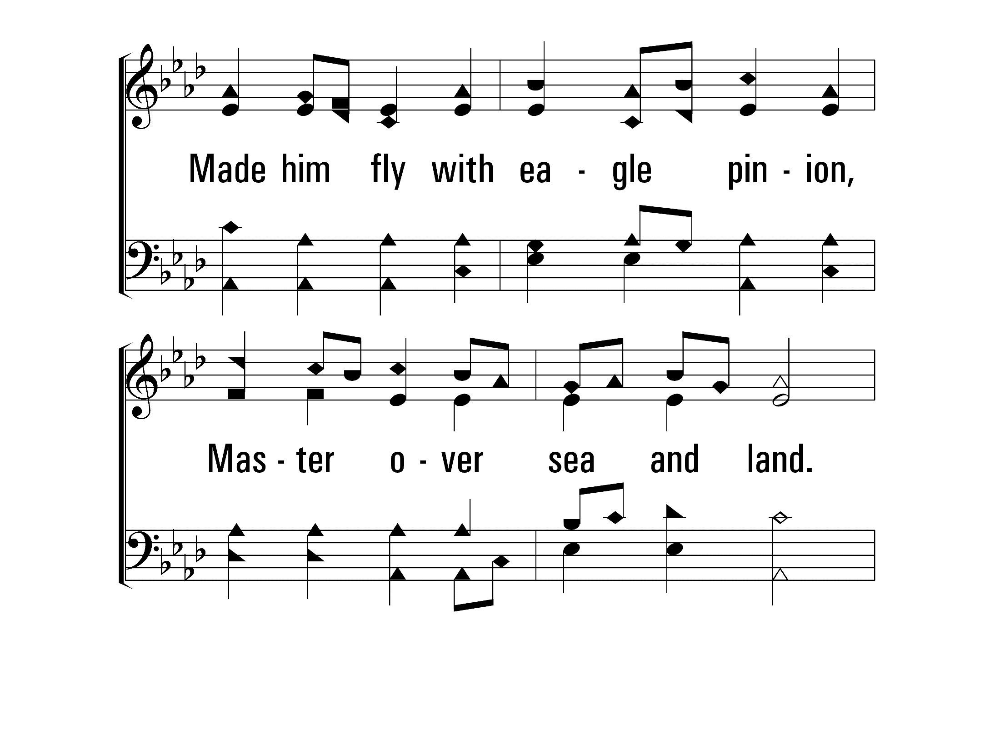 Made him fly with ea - gle pin - ion,
Mas - ter o - ver sea and land.